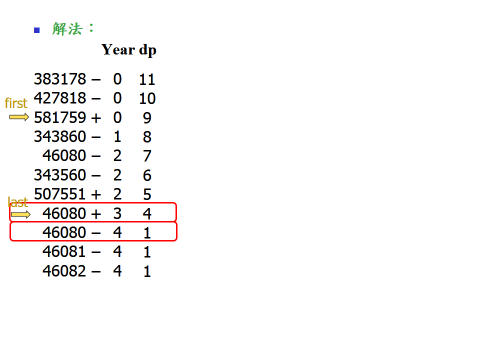 解法：
Year dp
383178 – 0 11
427818 – 0 10
first
581759 + 0 9
343860 – 1 8
46080 – 2 7
343560 – 2 6
507551 + 2 5
last
46080 + 3 4
46080 – 4 1
46081 – 4 1
46082 – 4 1